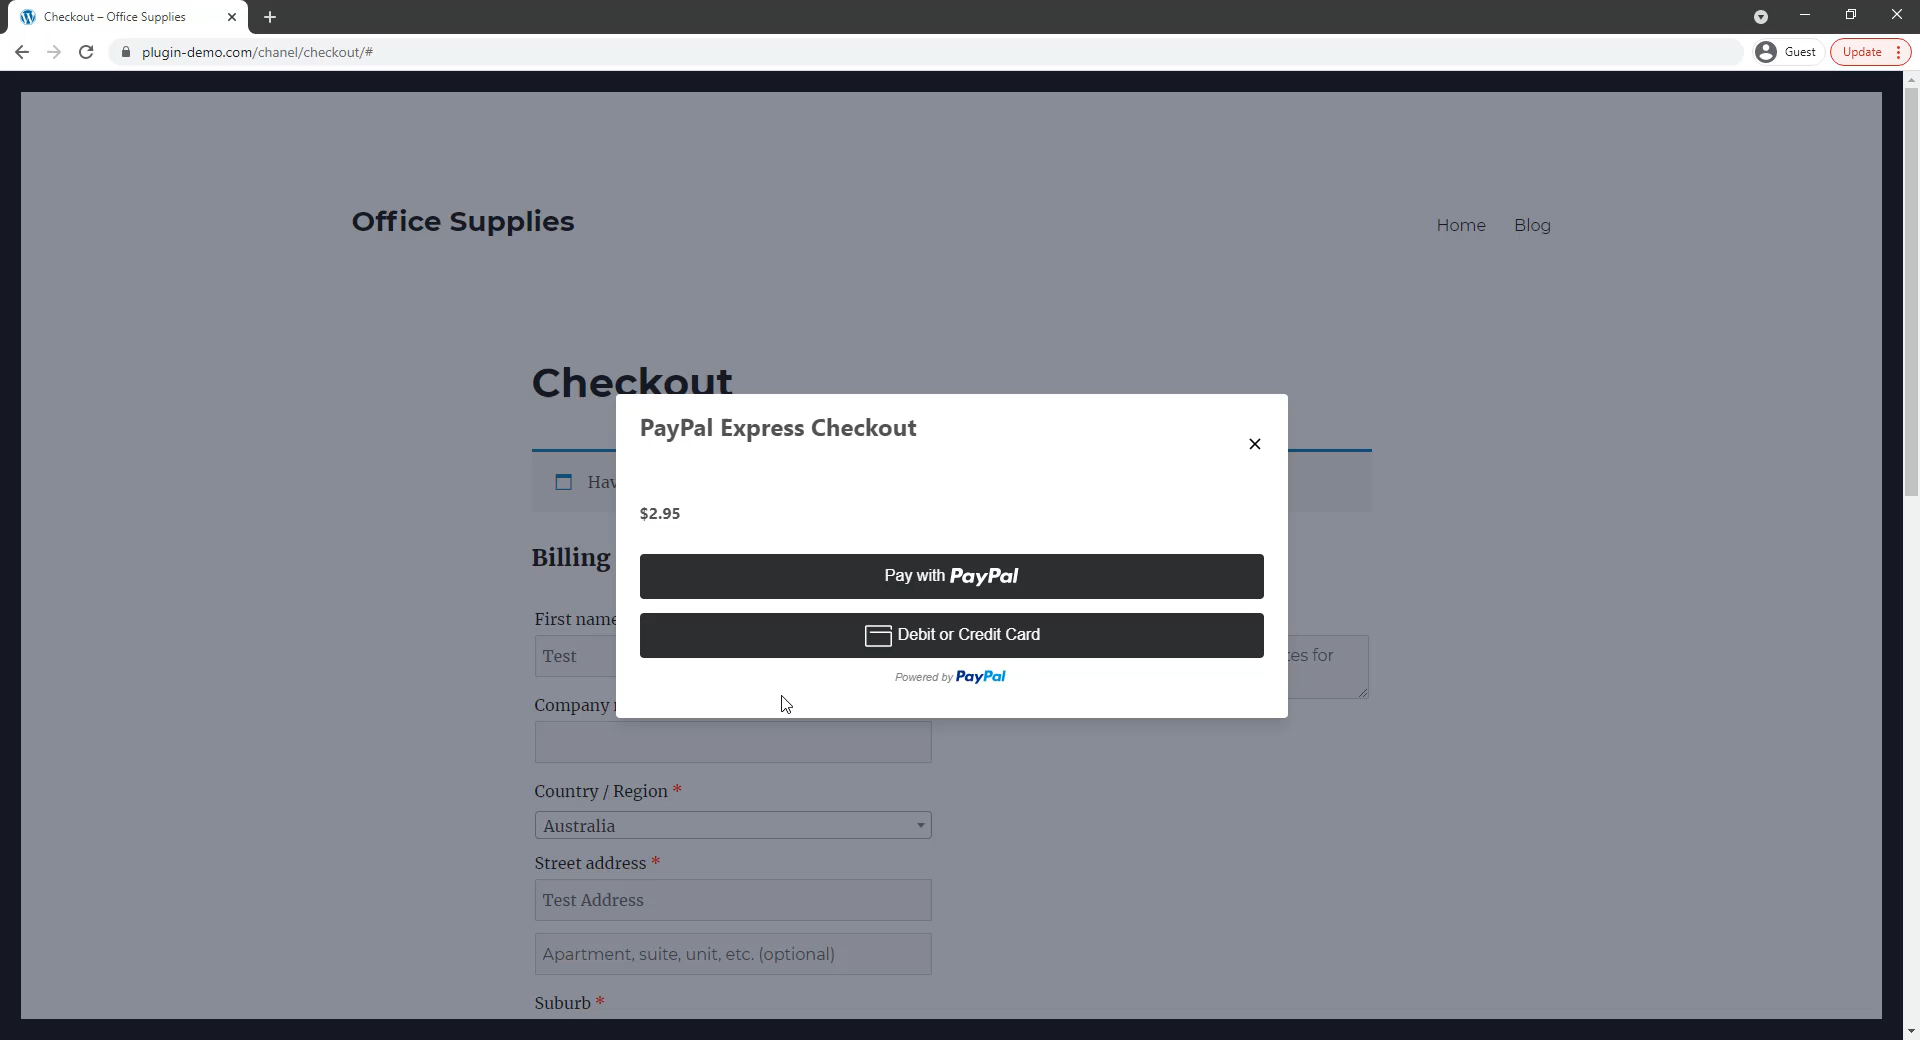 Checkout – Office Supplies
plugin-demo.com/chanel/checkout/#
Guest
Update
Office Supplies
Home
Blog
Checkout
PayPal Express Checkout
Hav
$2.95
Billing
Pay with PayPal
First name
Debit or Credit Card
Test
tes for
Powered by PayPal
Company
Country / Region *
Australia
Street address *
Test Address
Apartment, suite, unit, etc. (optional)
Suburb *